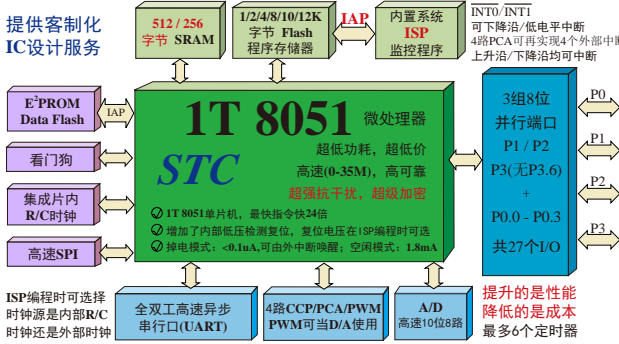 提供客制化
IC设计服务
512 / 256
字节 SRAM
1/2/4/8/10/12K
字节 Flash
程序存储器
IAP
内置系统
ISP
监控程序
INT0/INT1
可下降沿/低电平中断
4路PCA可再实现4个外部中断
上升沿/下降沿均可中断
E²PROM
Data Flash
IAP
看门狗
集成片内
R/C时钟
高速SPI
1T 8051 微处理器
STC
超低功耗，超低价
高速(0-35M)，高可靠
超强抗干扰，超级加密
1T 8051单片机，最快指令快24倍
增加了内部低压检测复位，复位电压在ISP编程时可选
掉电模式：<0.1uA,可由外中断唤醒；空闲模式：1.8mA
3组8位
并行端口
P1 / P2
P3(无P3.6)
+
P0.0 - P0.3
共27个I/O
P0
P1
P2
P3
ISP编程时可选择
时钟源是内部R/C
时钟还是外部时钟
全双工高速异步
串行口(UART)
4路CCP/PCA/PWM
PWM可当D/A使用
A/D
高速10位8路
提升的是性能
降低的是成本
最多6个定时器